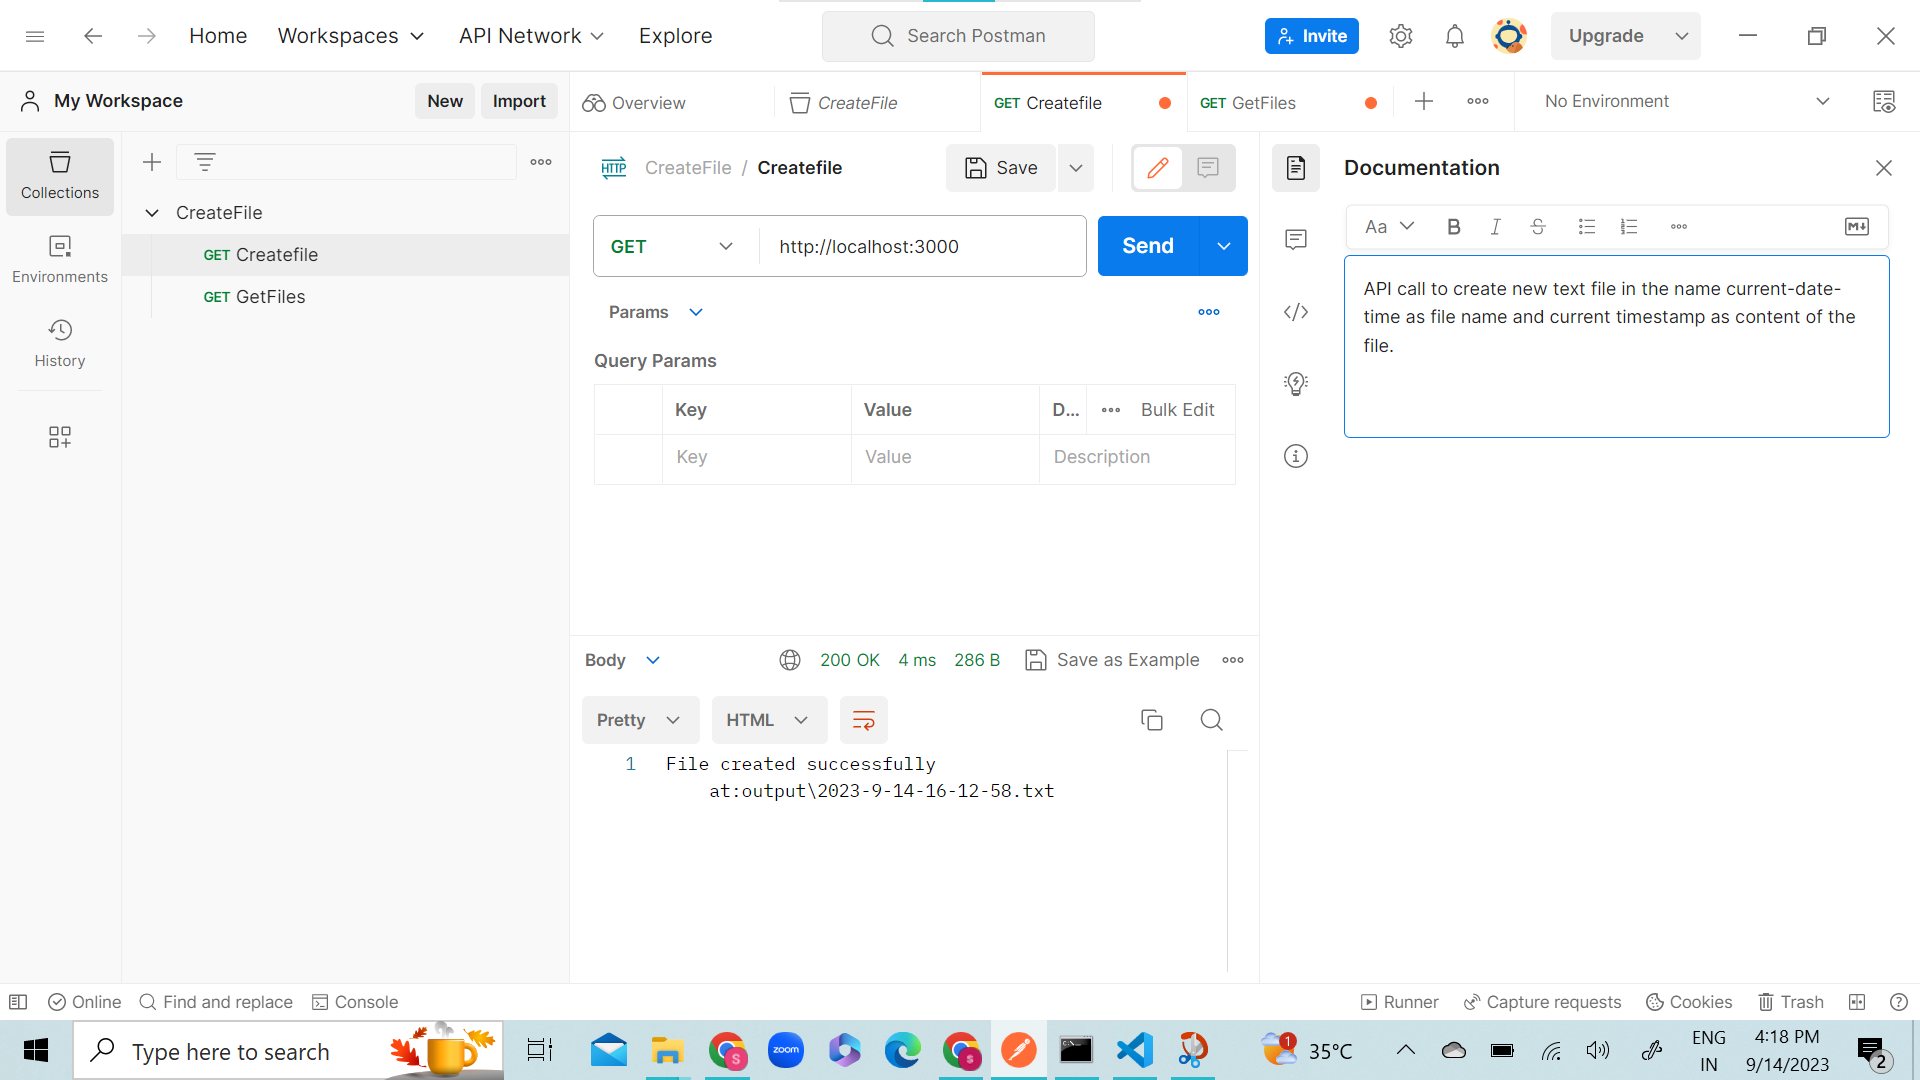 Home
Workspaces
API Network
Explore
Search Postman
Invite
Upgrade
My Workspace
New
Import
Overview
CreateFile
GET Createfile
GET GetFiles
No Environment
Collections
Environments
History
CreateFile
GET Createfile
GET GetFiles
HTTP
CreateFile / Createfile
Save
GET
http://localhost:3000
Send
Params
Query Params
Key
Value
D...
Bulk Edit
Key
Value
Description
Body
200 OK
4 ms
286 B
Save as Example
Pretty
HTML
1 File created successfully
at:output\2023-9-14-16-12-58.txt
Documentation
Aa
B
I
S
API call to create new text file in the name current-date-
time as file name and current timestamp as content of the
file.
Online
Find and replace
Console
Runner
Capture requests
Cookies
Trash
Type here to search
zoom
S
S
1
35°C
ENG
IN
4:18 PM
9/14/2023
2